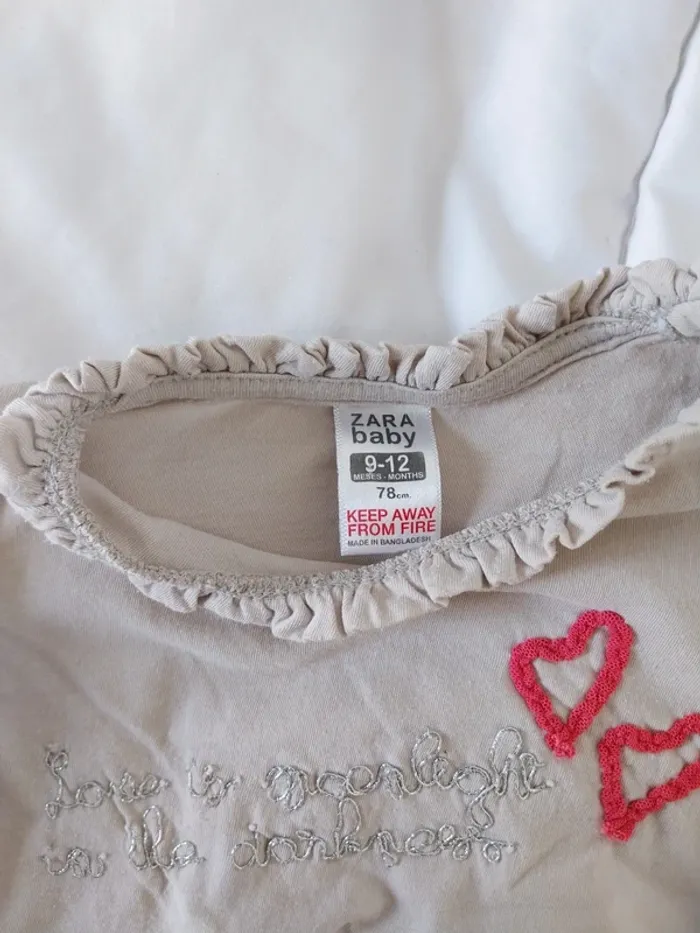 ZARA
baby
9-12
MESES - MONTHS
78cm.
KEEP AWAY
FROM FIRE
MADE IN BANGLADESH
Love is moonlight
in the darkness